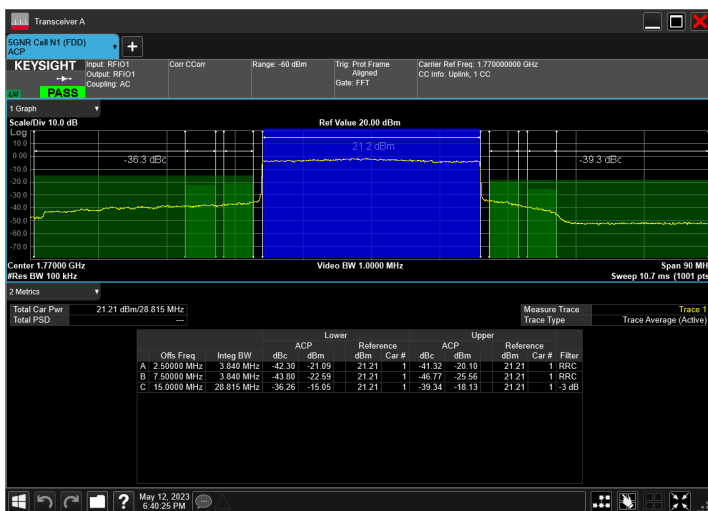 Transceiver A
5GNR Cell N1 (FDD)
ACP
KEYSIGHT
Input: RFIO1
Output: RFIO1
Coupling: AC
Corr CCorr
Range: -60 dBm
Trig: Prot Frame
Aligned
Gate: FFT
Carrier Ref Freq: 1.770000000 GHz
CC Info: Uplink, 1 CC
LXI
PASS
1 Graph
Scale/Div 10.0 dB
Ref Value 20.00 dBm
Log
10.0
0.00
-10.0
-20.0
-30.0
-40.0
-50.0
-60.0
-70.0
-36.3 dBc
21.2 dBm
-39.3 dBc
Center 1.77000 GHz
Video BW 1.0000 MHz
Span 90 MH
#Res BW 100 kHz
Sweep 10.7 ms (1001 pts
2 Metrics
Total Car Pwr 21.21 dBm/28.815 MHz
Total PSD ---
Measure Trace Trace 1
Trace Type Trace Average (Active)
Lower Upper
ACP Reference ACP Reference
Offs Freq Integ BW dBc dBm dBm Car # dBc dBm dBm Car # Filter
A 2.50000 MHz 3.840 MHz -42.30 -21.09 21.21 1 -41.32 -20.10 21.21 1 RRC
B 7.50000 MHz 3.840 MHz -43.80 -22.59 21.21 1 -46.77 -25.56 21.21 1 RRC
C 15.0000 MHz 28.815 MHz -36.26 -15.05 21.21 1 -39.34 -18.13 21.21 1 -3 dB
May 12, 2023
6:40:25 PM